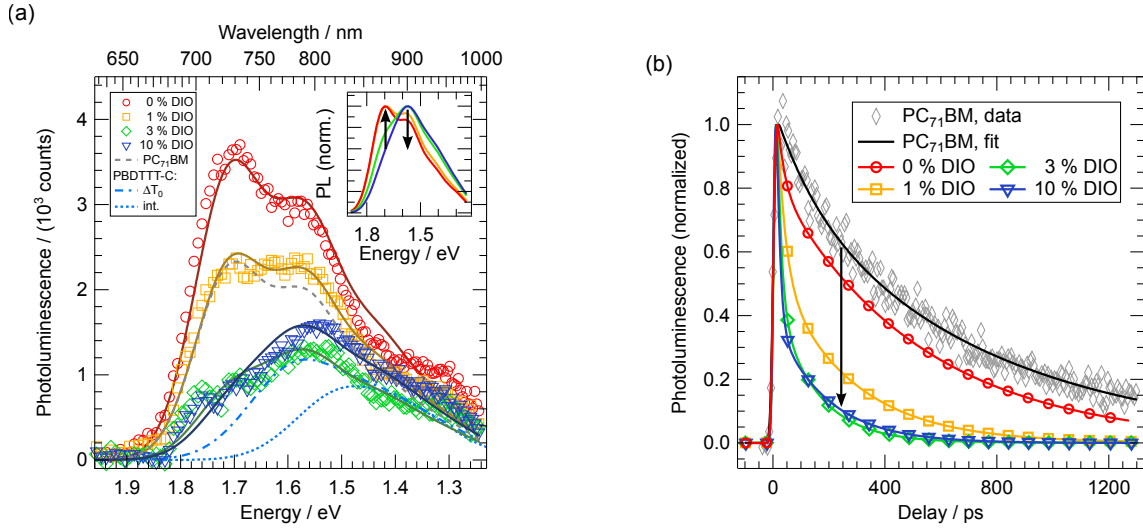 (a)
Wavelength / nm
650 700 750 800 900 1000
Photoluminescence / (10³ counts)
4
3
2
1
0
0 % DIO
1 % DIO
3 % DIO
10 % DIO
PC₇₁BM
PBDTTT-C:
ΔT₀
int.
PL (norm.)
1.8 1.5
Energy / eV
1.9 1.8 1.7 1.6 1.5 1.4 1.3
Energy / eV
(b)
Photoluminescence (normalized)
1.0
0.8
0.6
0.4
0.2
0.0
PC₇₁BM, data
PC₇₁BM, fit
0 % DIO 3 % DIO
1 % DIO 10 % DIO
0 400 800 1200
Delay / ps